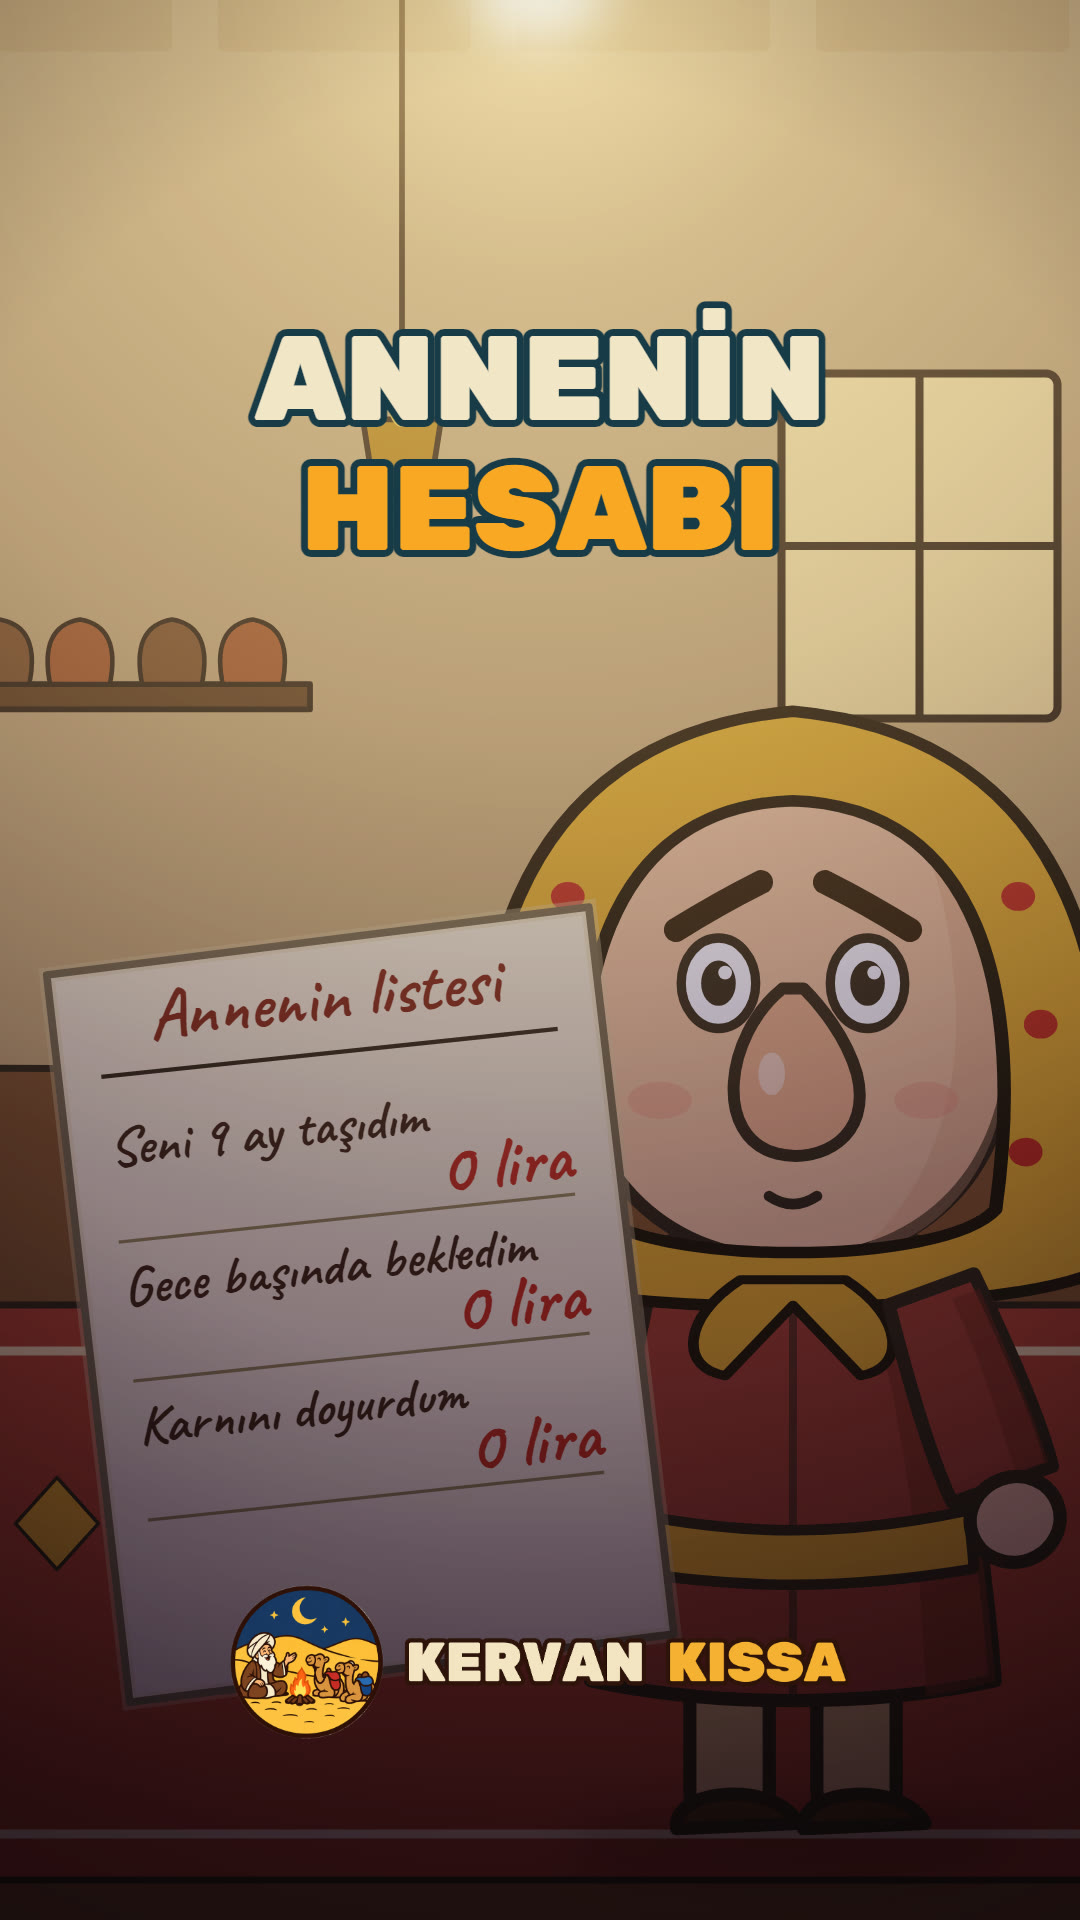 ANNENİN
HESABI
Annenin listesi
Seni 9 ay taşıdım
0 lira
Gece başında bekledim
0 lira
Karnını doyurdum
0 lira
KERVAN KISSA